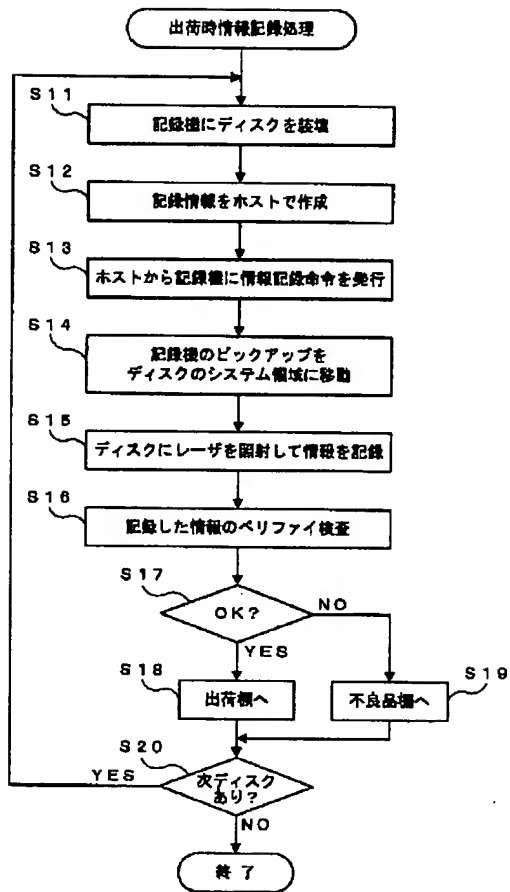 出荷時情報記録処理
S11
記録機にディスクを装填
S12
記録情報をホストで作成
S13
ホストから記録機に情報記録命令を発行
S14
記録機のピックアップを
ディスクのシステム領域に移動
S15
ディスクにレーザを照射して情報を記録
S16
記録した情報のベリファイ検査
S17
OK?
NO
YES
S18
出荷棚へ
不良品棚へ
S19
S20
YES
次ディスク
あり?
NO
終了